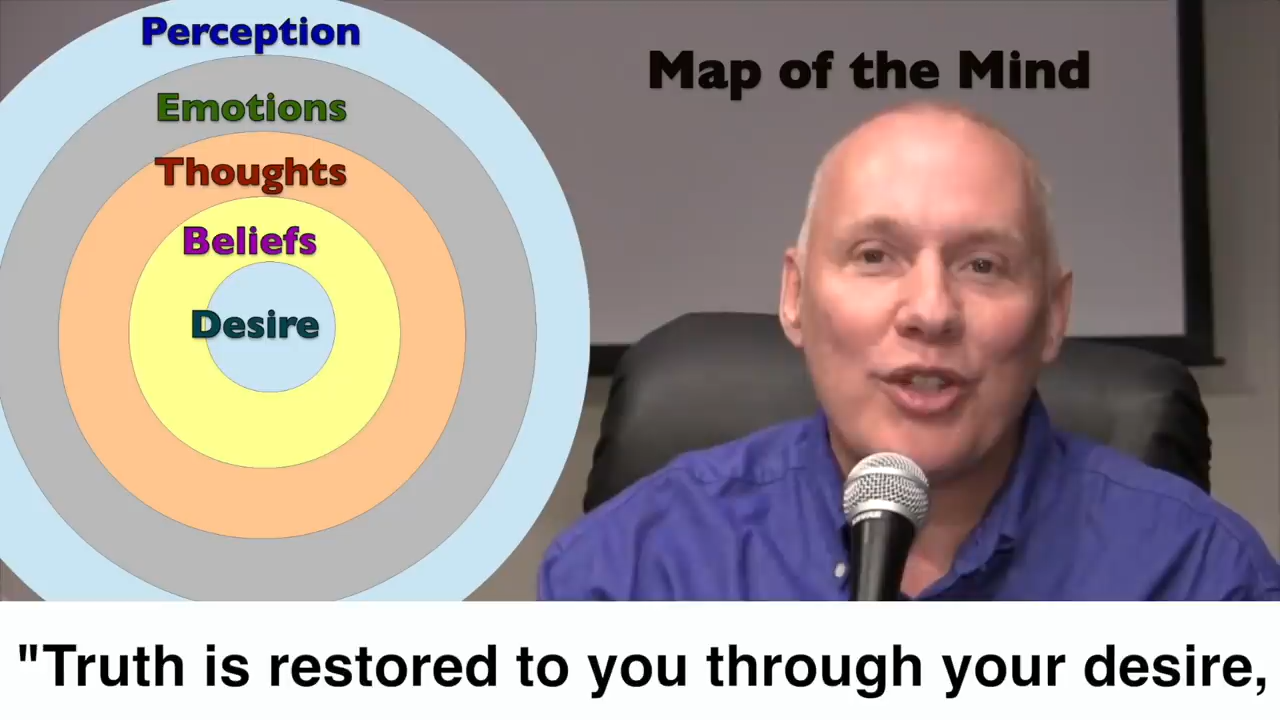 Perception
Emotions
Thoughts
Beliefs
Desire
Map of the Mind
"Truth is restored to you through your desire,